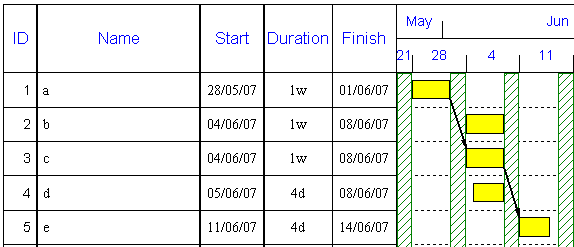 May Jun
ID Name Start Duration Finish
21 28 4 11
1 a 28/05/07 1w 01/06/07
2 b 04/06/07 1w 08/06/07
3 c 04/06/07 1w 08/06/07
4 d 05/06/07 4d 08/06/07
5 e 11/06/07 4d 14/06/07